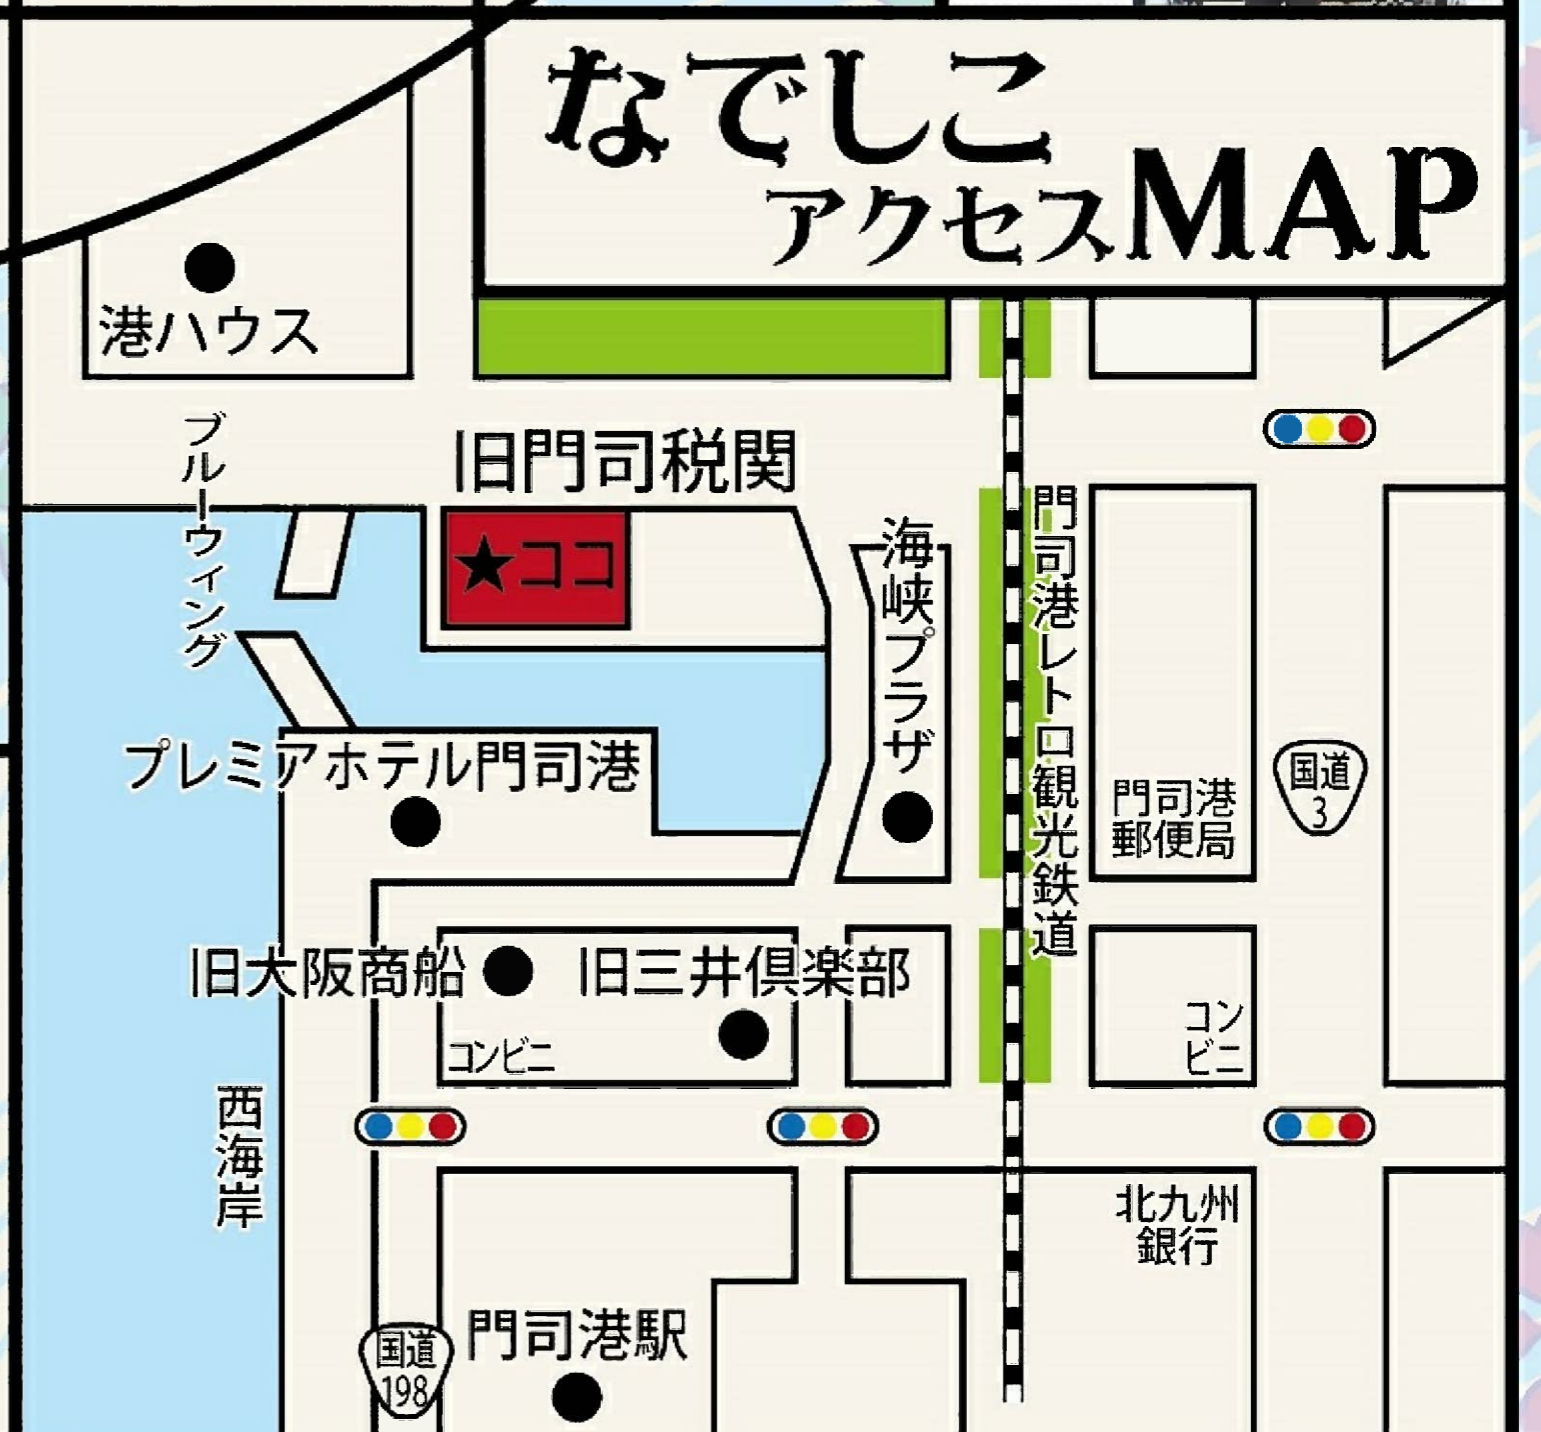 なでしこ
アクセスMAP
港ハウス
ブルーウィング
旧門司税関
★ココ
海峡プラザ
門司港レトロ観光鉄道
プレミアホテル門司港
門司港
郵便局
国道
3
旧大阪商船
旧三井倶楽部
コンビニ
コン
ビニ
西海岸
北九州
銀行
門司港駅
国道
198